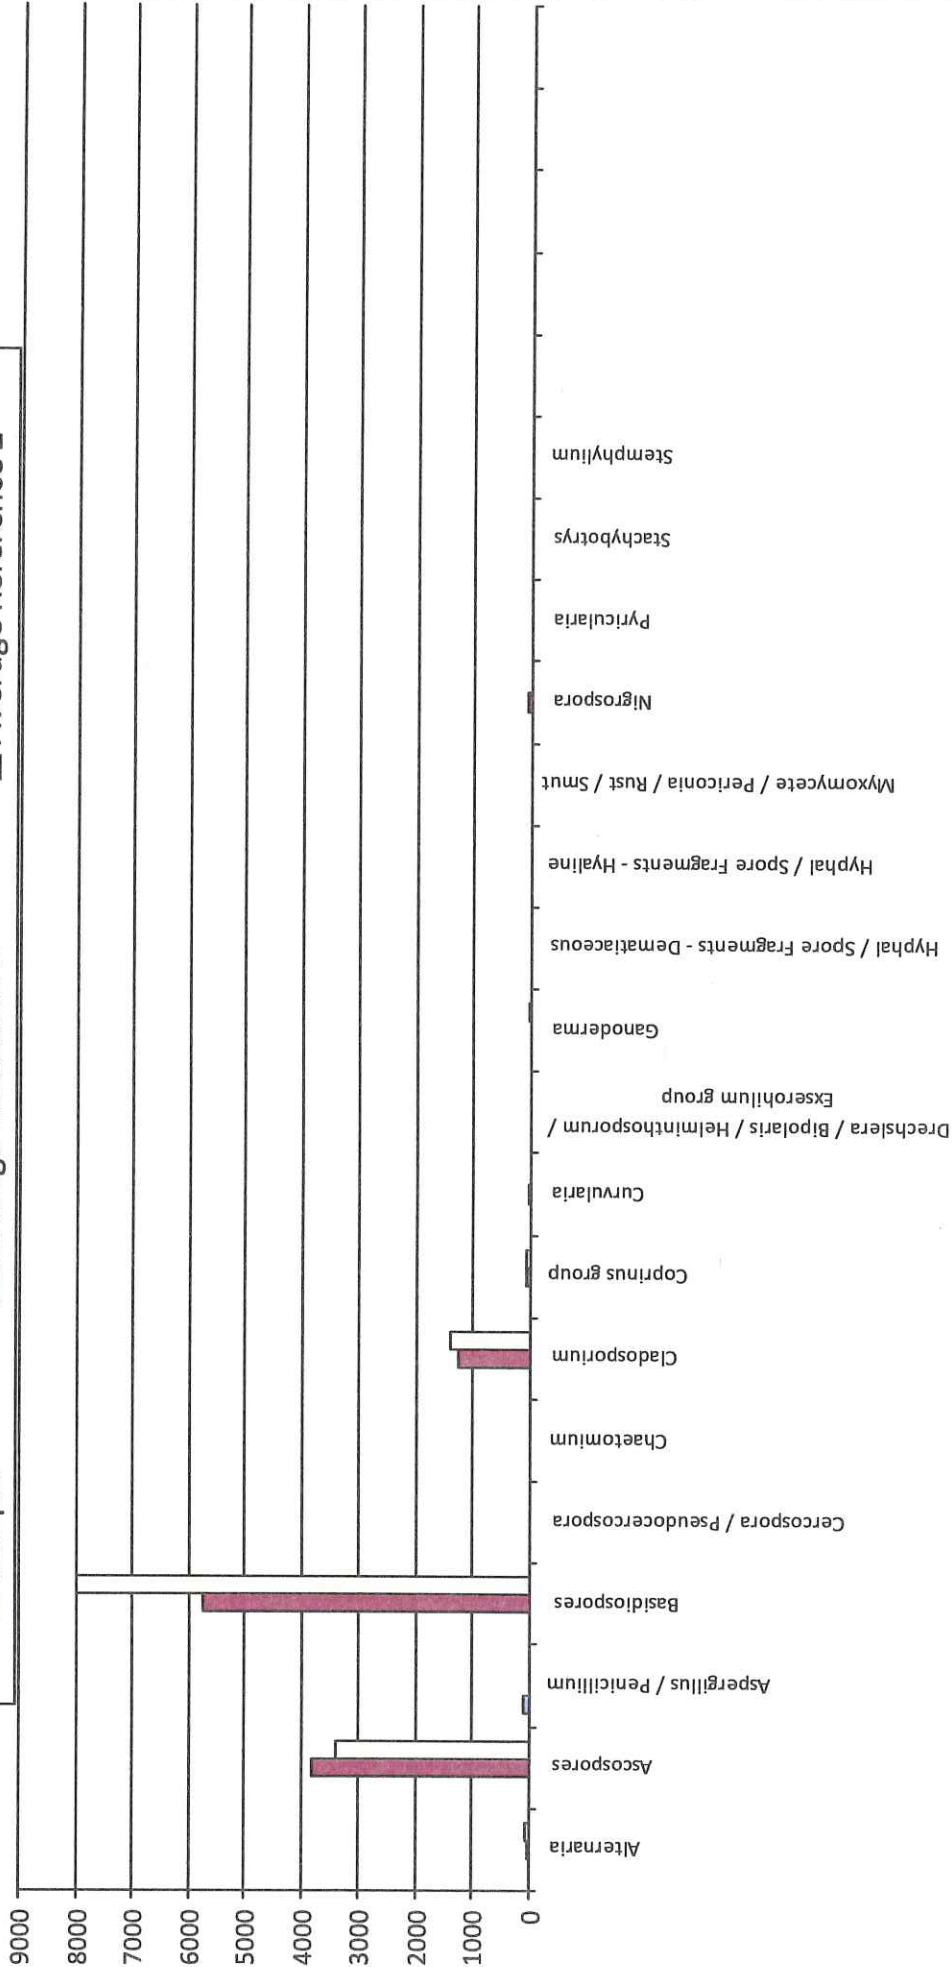 9000
8000
7000
6000
5000
4000
3000
2000
1000
0
Alternaria
Ascospores
Aspergillus / Penicillium
Basidiospores
Cercospora / Pseudocercospora
Chaetomium
Cladosporium
Coprinus group
Curvularia
Drechslera / Bipolaris / Helminthosporum /
Exserohilum group
Ganoderma
Hyphal / Spore Fragments - Dematiaceous
Hyphal / Spore Fragments - Hyaline
Myxomycete / Periconia / Rust / Smut
Nigrospora
Pyricularia
Stachybotrys
Stemphylium